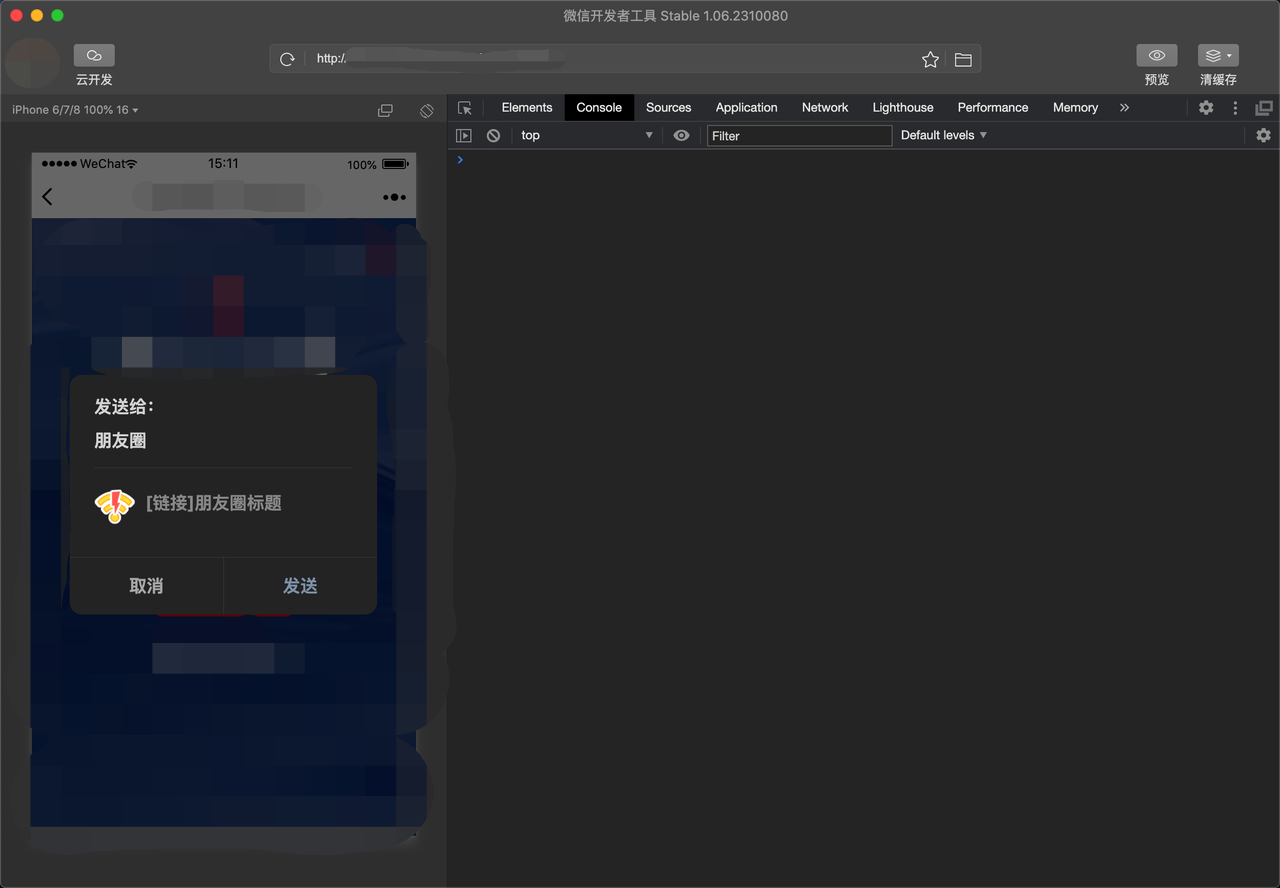 微信开发者工具 Stable 1.06.2310080
云开发
http:/
预览
清缓存
iPhone 6/7/8 100% 16
Elements Console Sources Application Network Lighthouse Performance Memory
top
Filter
Default levels
WeChat 15:11 100%
发送给：
朋友圈
[链接]朋友圈标题
取消 发送